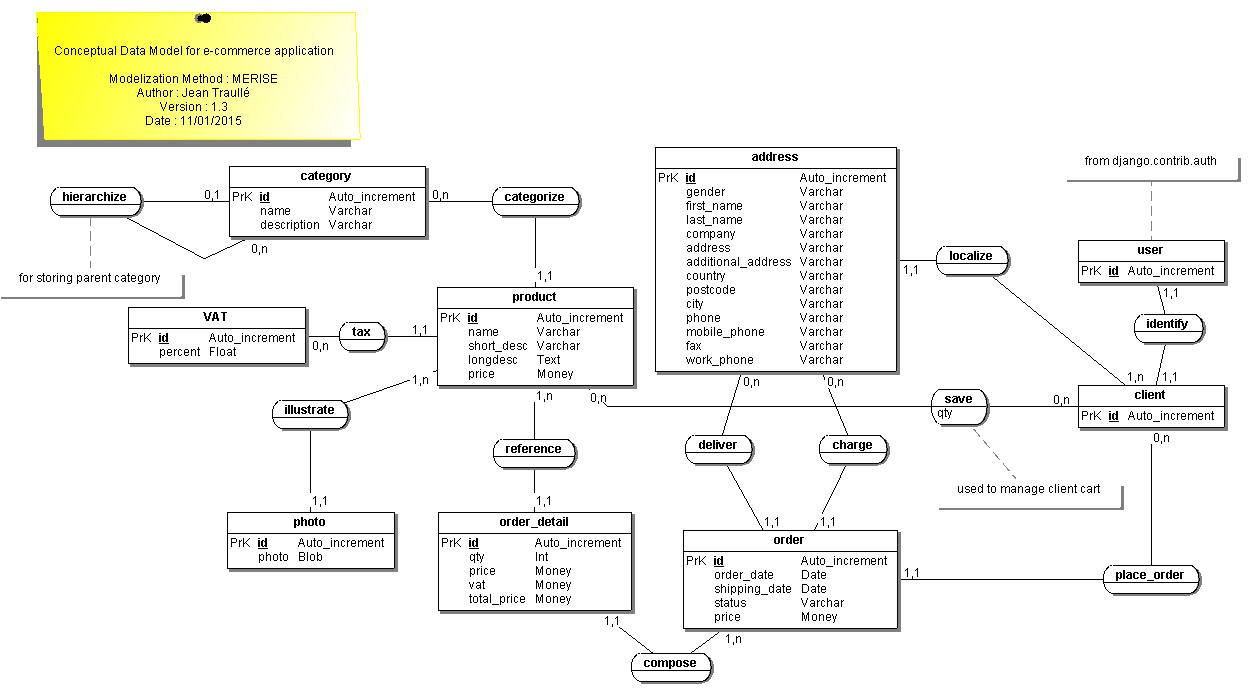 Conceptual Data Model for e-commerce application
Modelization Method : MERISE
Author : Jean Traullé
Version : 1.3
Date : 11/01/2015
hierarchize
0,1
0,n
for storing parent category
category
PrK id Auto_increment
name Varchar
description Varchar
0,n
categorize
1,1
address
PrK id Auto_increment
gender Varchar
first_name Varchar
last_name Varchar
company Varchar
address Varchar
additional_address Varchar
country Varchar
postcode Varchar
city Varchar
phone Varchar
mobile_phone Varchar
fax Varchar
work_phone Varchar
1,1
localize
1,n
from django.contrib.auth
user
PrK id Auto_increment
1,1
identify
1,1
VAT
PrK id Auto_increment
percent Float
0,n
tax
1,1
product
PrK id Auto_increment
name Varchar
short_desc Varchar
longdesc Text
price Money
1,n
illustrate
1,1
1,n
reference
1,1
0,n
save
qty
0,n
used to manage client cart
client
PrK id Auto_increment
0,n
0,n
deliver
1,1
0,n
charge
1,1
photo
PrK id Auto_increment
photo Blob
order_detail
PrK id Auto_increment
qty Int
price Money
vat Money
total_price Money
1,1
compose
1,n
order
PrK id Auto_increment
order_date Date
shipping_date Date
status Varchar
price Money
1,1
place_order